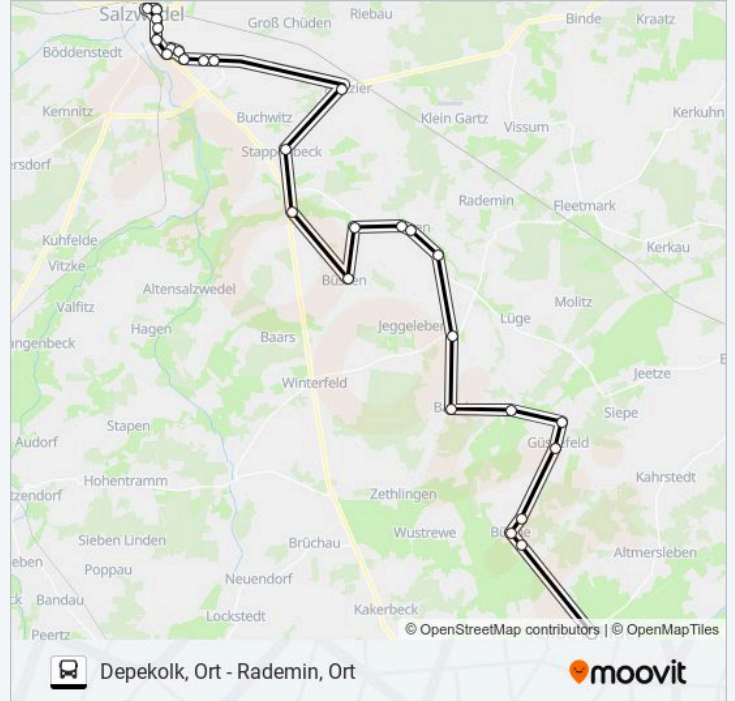 Salzwedel
Riebau
Groß Chüden
Binde
Kraatz
Böddenstedt
Kemnitz
Buchwitz
Klein Gartz
Vissum
Kerkuhn
Rademin
Fleetmark
Kuhfelde
Kerkau
Vitzke
Altensalzwedel
Molitz
Valfitz
Lüge
Hagen
Jeggeleben
Baars
Winterfeld
Jeetze
Siepe
Stapen
Audorf
Hohentramm
Kahrstedt
Zethlingen
Wustrewe
Sieben Linden
Brüchau
Altmersleben
Poppau
Neuendorf
Bandau
Lockstedt
Kakerbeck
Peertz
© OpenStreetMap contributors | © OpenMapTiles
Depekolk, Ort - Rademin, Ort
moovit